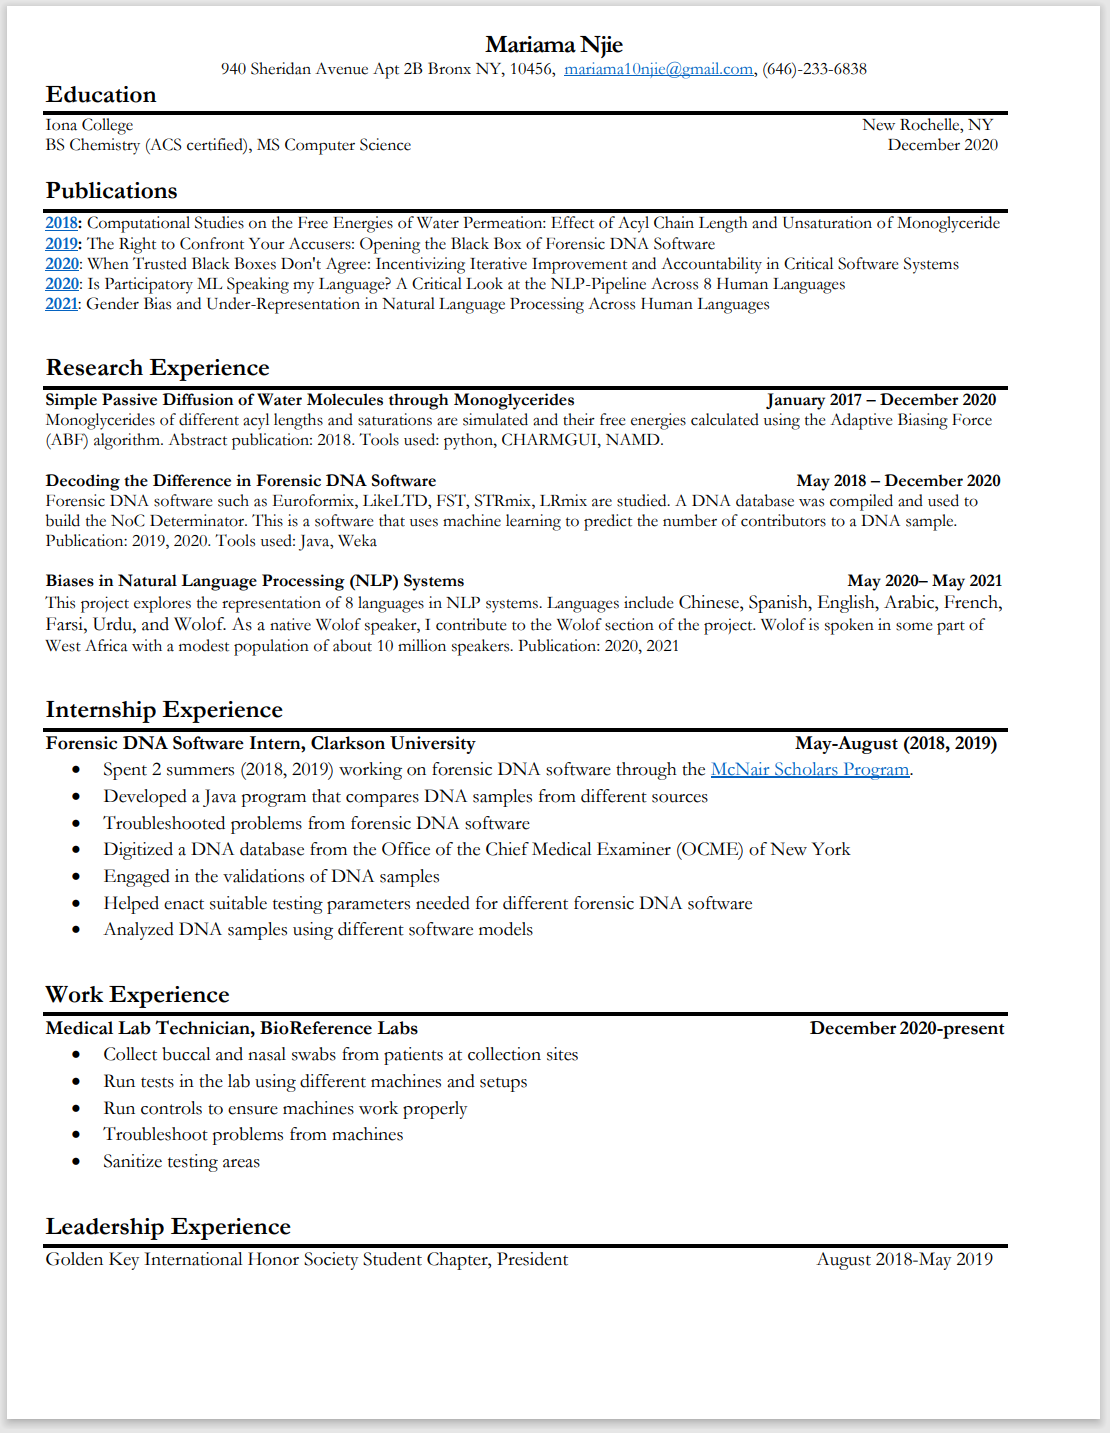 Mariama Njie
940 Sheridan Avenue Apt 2B Bronx NY, 10456, mariama10njie@gmail.com, (646)-233-6838
Education
Iona College New Rochelle, NY
BS Chemistry (ACS certified), MS Computer Science December 2020
Publications
2018: Computational Studies on the Free Energies of Water Permeation: Effect of Acyl Chain Length and Unsaturation of Monoglyceride
2019: The Right to Confront Your Accusers: Opening the Black Box of Forensic DNA Software
2020: When Trusted Black Boxes Don't Agree: Incentivizing Iterative Improvement and Accountability in Critical Software Systems
2020: Is Participatory ML Speaking my Language? A Critical Look at the NLP-Pipeline Across 8 Human Languages
2021: Gender Bias and Under-Representation in Natural Language Processing Across Human Languages
Research Experience
Simple Passive Diffusion of Water Molecules through Monoglycerides January 2017 – December 2020
Monoglycerides of different acyl lengths and saturations are simulated and their free energies calculated using the Adaptive Biasing Force
(ABF) algorithm. Abstract publication: 2018. Tools used: python, CHARMGUI, NAMD.
Decoding the Difference in Forensic DNA Software May 2018 – December 2020
Forensic DNA software such as Euroformix, LikeLTD, FST, STRmix, LRmix are studied. A DNA database was compiled and used to
build the NoC Determinator. This is a software that uses machine learning to predict the number of contributors to a DNA sample.
Publication: 2019, 2020. Tools used: Java, Weka
Biases in Natural Language Processing (NLP) Systems May 2020– May 2021
This project explores the representation of 8 languages in NLP systems. Languages include Chinese, Spanish, English, Arabic, French,
Farsi, Urdu, and Wolof. As a native Wolof speaker, I contribute to the Wolof section of the project. Wolof is spoken in some part of
West Africa with a modest population of about 10 million speakers. Publication: 2020, 2021
Internship Experience
Forensic DNA Software Intern, Clarkson University May-August (2018, 2019)
• Spent 2 summers (2018, 2019) working on forensic DNA software through the McNair Scholars Program.
• Developed a Java program that compares DNA samples from different sources
• Troubleshooted problems from forensic DNA software
• Digitized a DNA database from the Office of the Chief Medical Examiner (OCME) of New York
• Engaged in the validations of DNA samples
• Helped enact suitable testing parameters needed for different forensic DNA software
• Analyzed DNA samples using different software models
Work Experience
Medical Lab Technician, BioReference Labs December 2020-present
• Collect buccal and nasal swabs from patients at collection sites
• Run tests in the lab using different machines and setups
• Run controls to ensure machines work properly
• Troubleshoot problems from machines
• Sanitize testing areas
Leadership Experience
Golden Key International Honor Society Student Chapter, President August 2018-May 2019